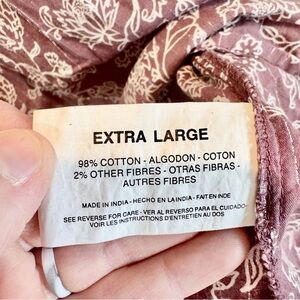 EXTRA LARGE
98% COTTON - ALGODON - COTON
2% OTHER FIBRES - OTRAS FIBRAS -
AUTRES FIBRES
MADE IN INDIA - HECHO EN LA INDIA - FAIT EN INDE
SEE REVERSE FOR CARE - VER AL REVERSO PARA EL CUIDADO-
VOIR LES INSTRUCTIONS D'ENTRETIEN AU DOS